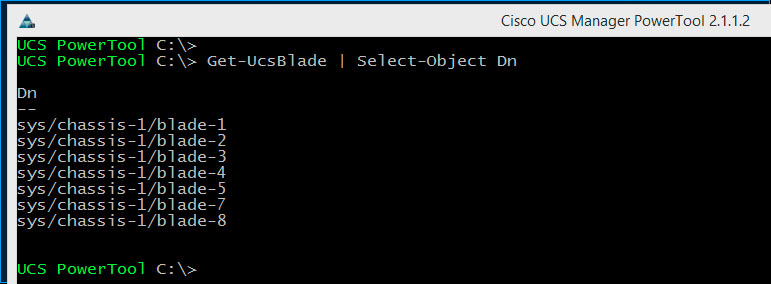 Cisco UCS Manager PowerTool 2.1.1.2
UCS PowerTool C:\>
UCS PowerTool C:\> Get-UcsBlade | Select-Object Dn
Dn
--
sys/chassis-1/blade-1
sys/chassis-1/blade-2
sys/chassis-1/blade-3
sys/chassis-1/blade-4
sys/chassis-1/blade-5
sys/chassis-1/blade-7
sys/chassis-1/blade-8
UCS PowerTool C:\>